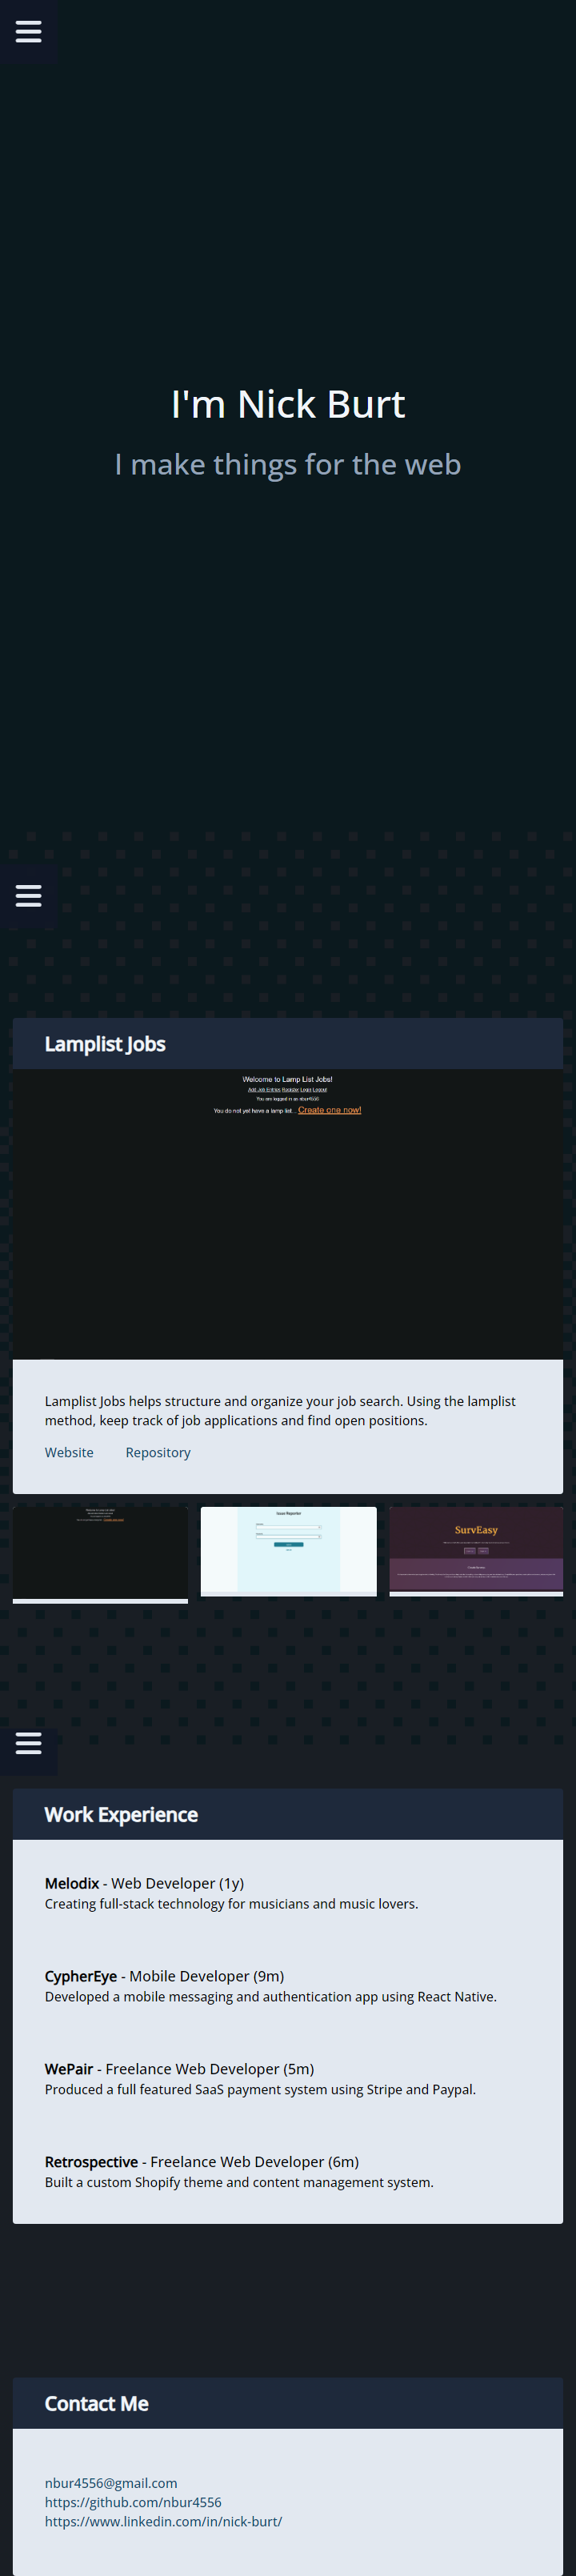 I'm Nick Burt
I make things for the web
Lamplist Jobs
Welcome to Lamp List Jobs!
Add Job Entries Register Login Logout
You are logged in as nbur4556
You do not yet have a lamp list... Create one now!
Lamplist Jobs helps structure and organize your job search. Using the lamplist
method, keep track of job applications and find open positions.
Website Repository
Issue Reporter
SurvEasy
Work Experience
Melodix - Web Developer (1y)
Creating full-stack technology for musicians and music lovers.
CypherEye - Mobile Developer (9m)
Developed a mobile messaging and authentication app using React Native.
WePair - Freelance Web Developer (5m)
Produced a full featured SaaS payment system using Stripe and Paypal.
Retrospective - Freelance Web Developer (6m)
Built a custom Shopify theme and content management system.
Contact Me
nbur4556@gmail.com
https://github.com/nbur4556
https://www.linkedin.com/in/nick-burt/